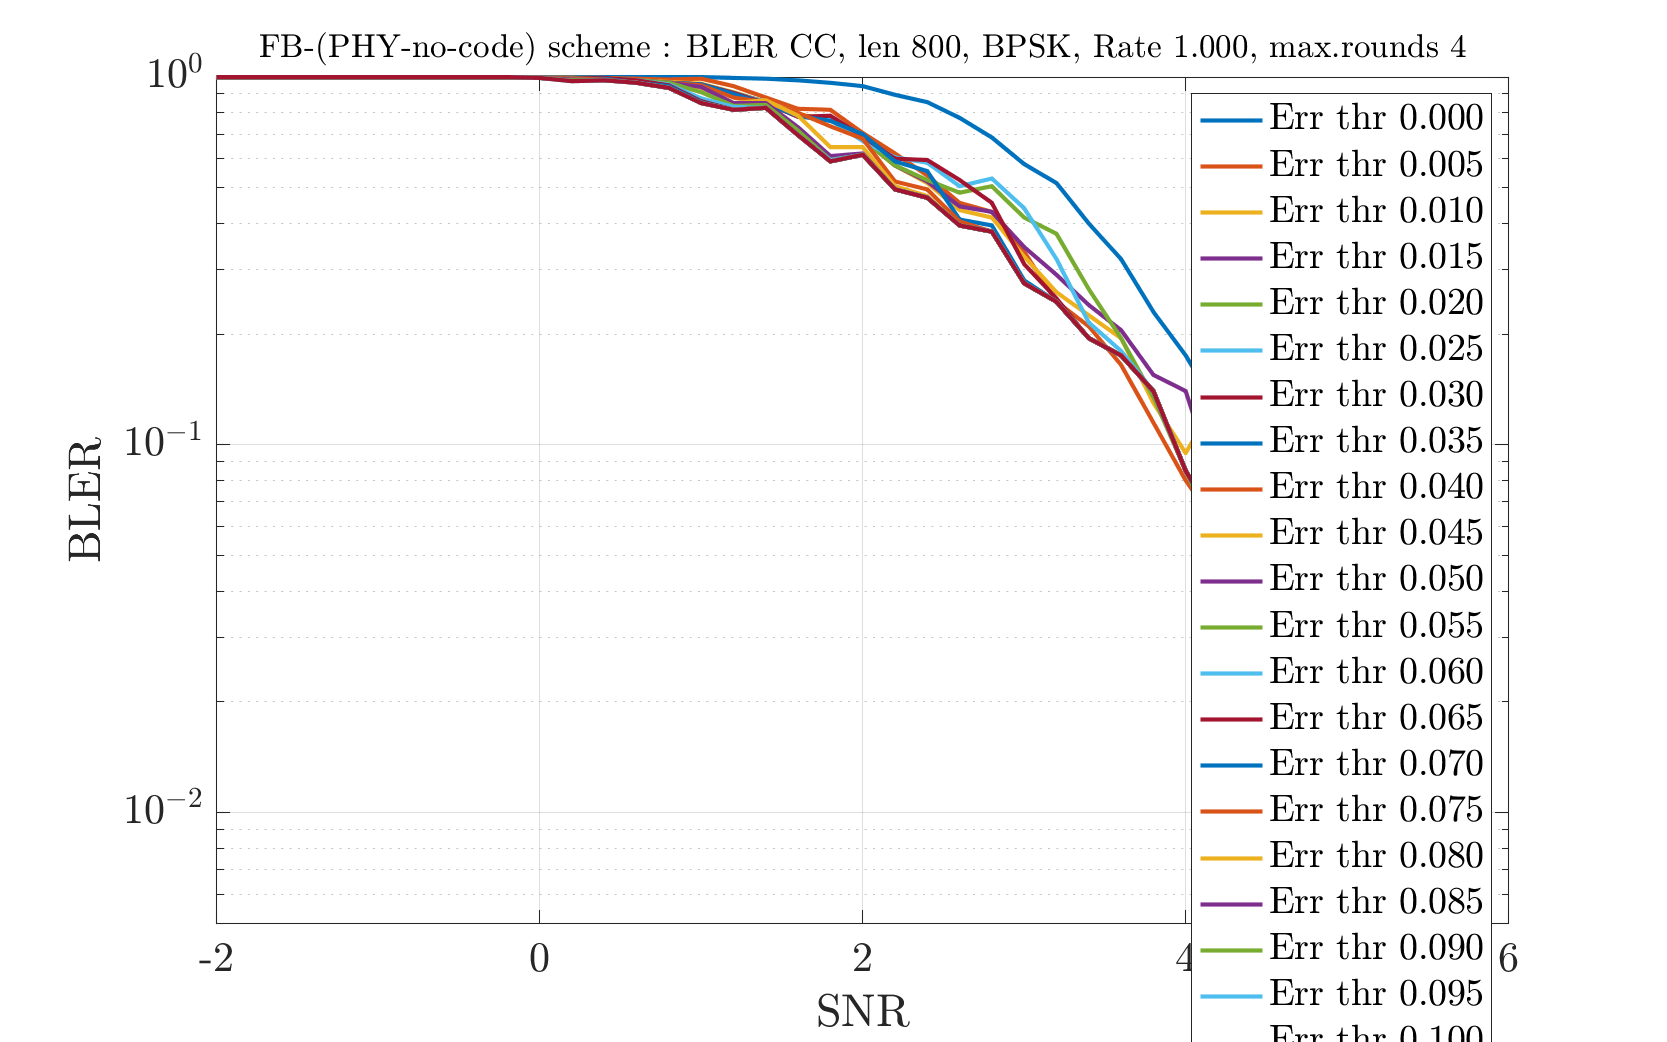 FB-(PHY-no-code) scheme : BLER CC, len 800, BPSK, Rate 1.000, max.rounds 4
10^0
10^{-1}
10^{-2}
BLER
-2 0 2 4 6
SNR
Err thr 0.000
Err thr 0.005
Err thr 0.010
Err thr 0.015
Err thr 0.020
Err thr 0.025
Err thr 0.030
Err thr 0.035
Err thr 0.040
Err thr 0.045
Err thr 0.050
Err thr 0.055
Err thr 0.060
Err thr 0.065
Err thr 0.070
Err thr 0.075
Err thr 0.080
Err thr 0.085
Err thr 0.090
Err thr 0.095
Err thr 0.100